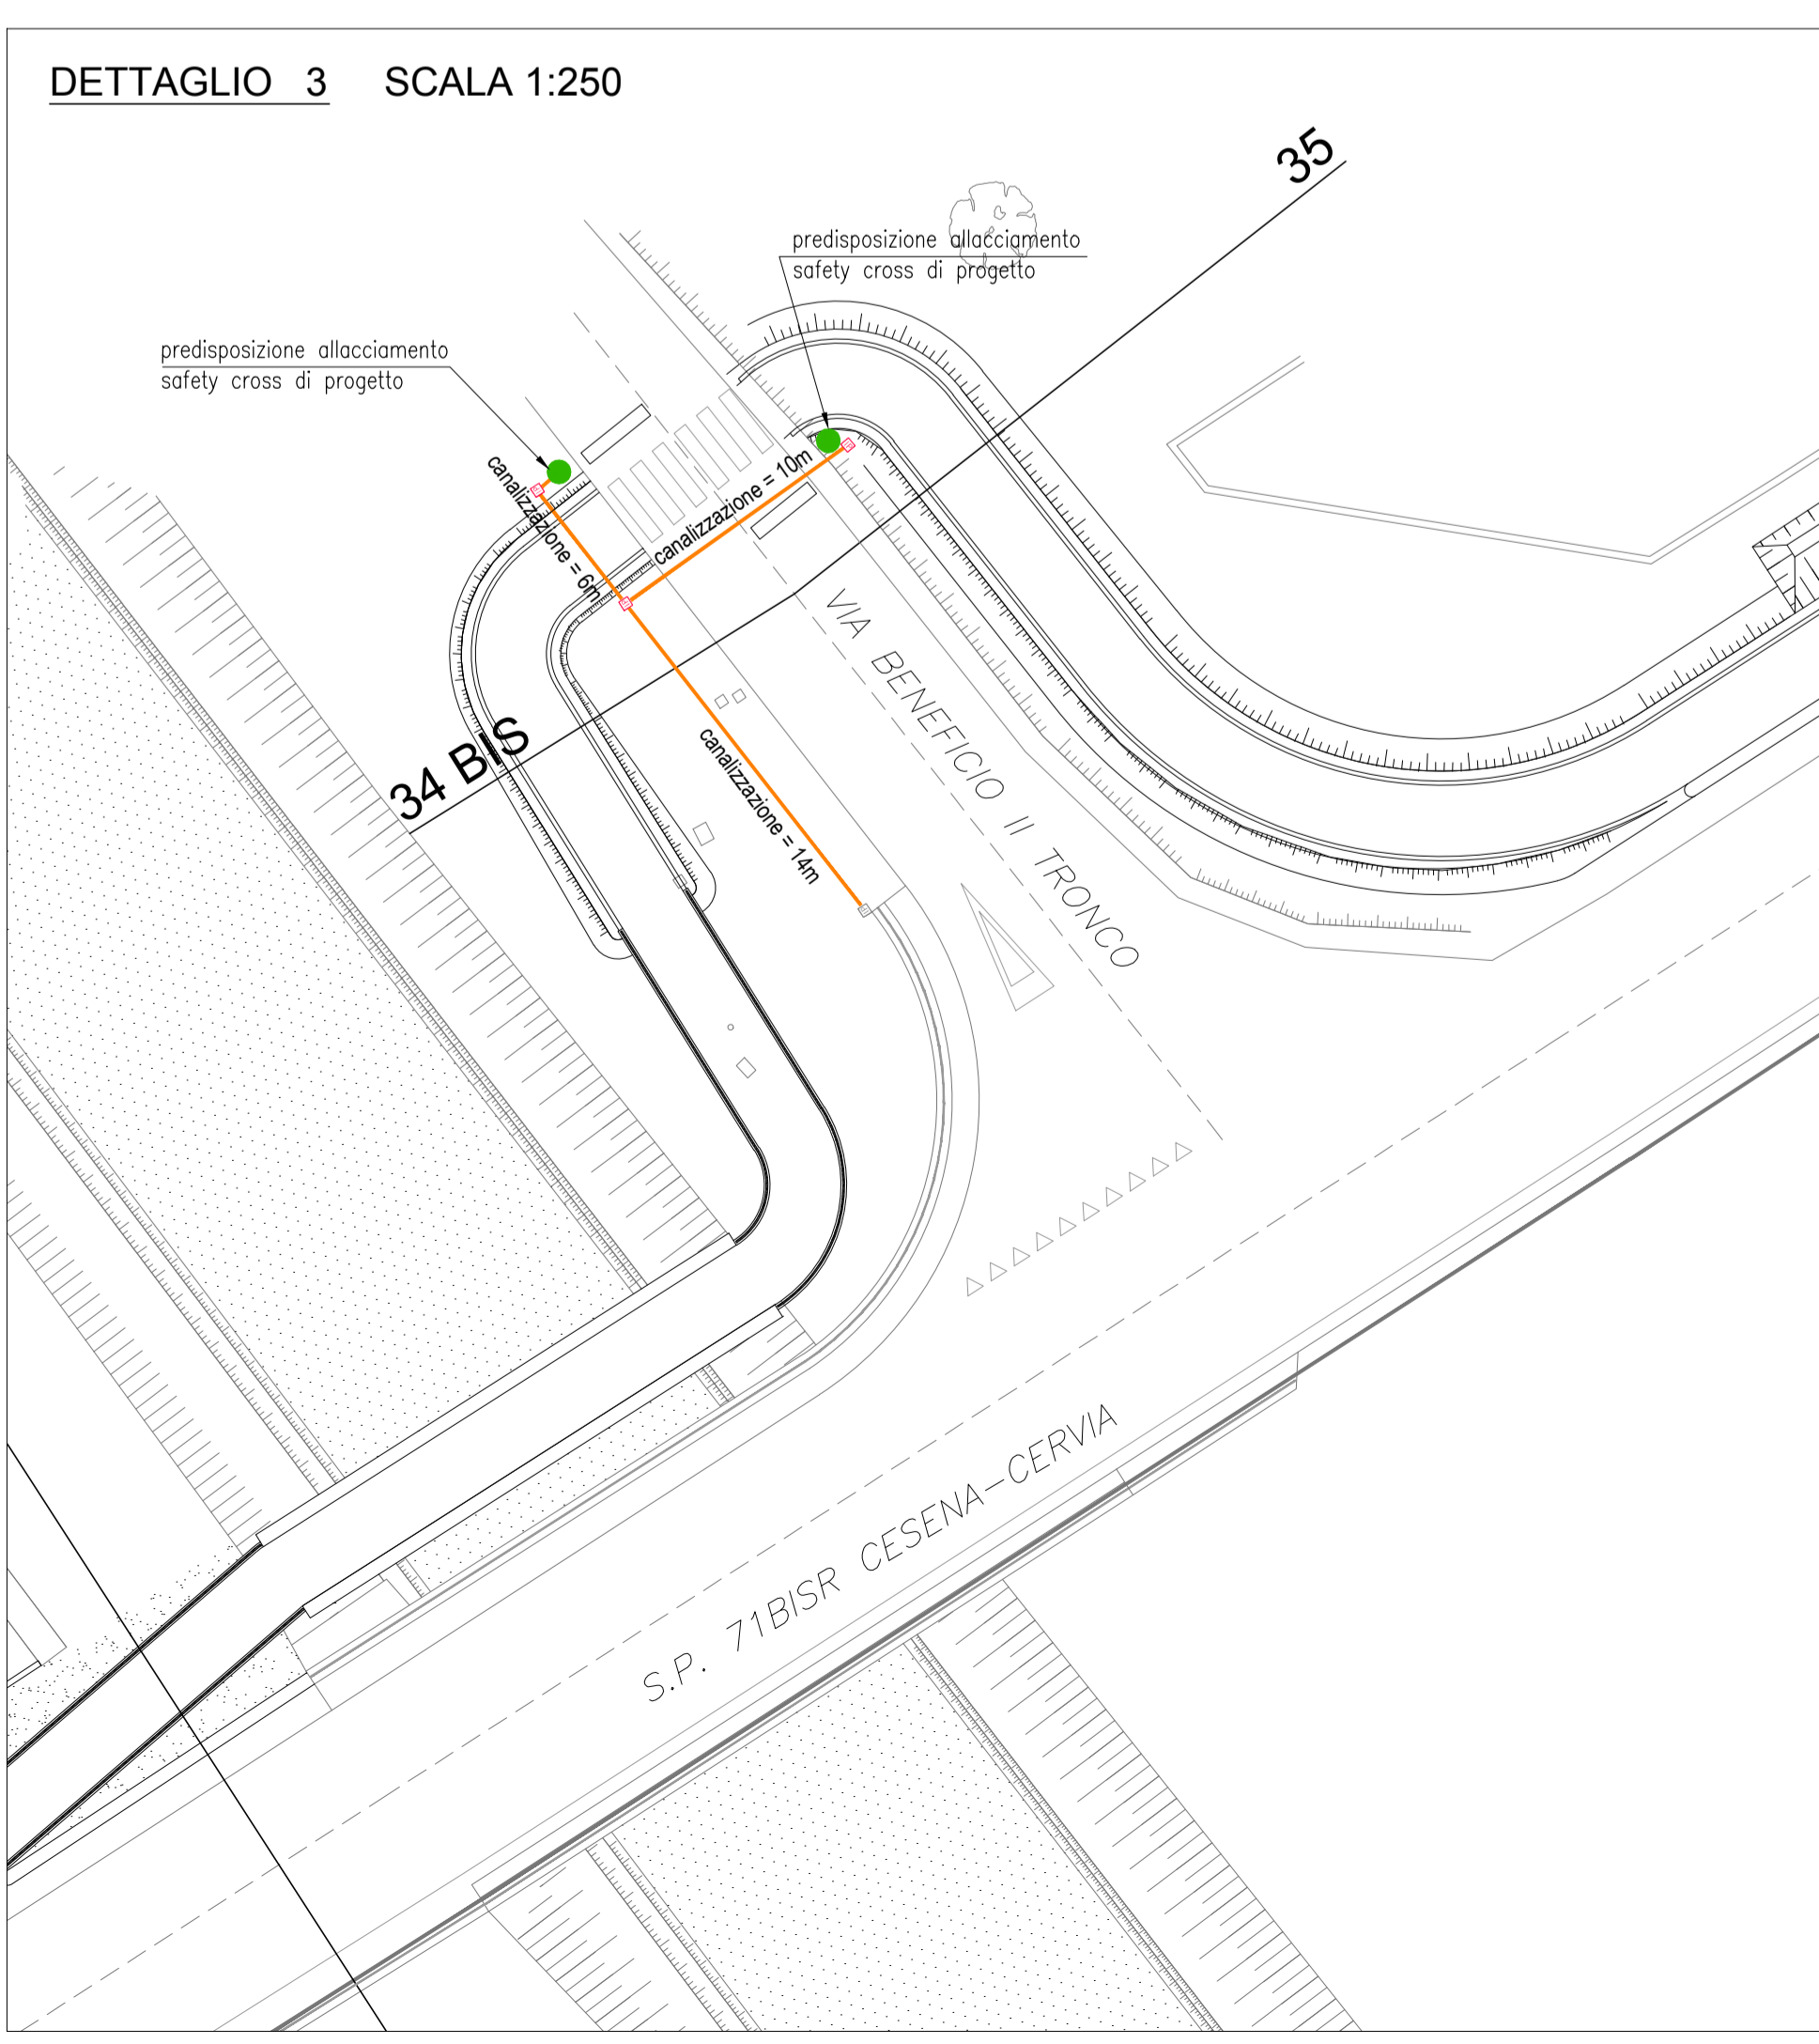 DETTAGLIO 3 SCALA 1:250
35
predisposizione allacciamento
safety cross di progetto
predisposizione allacciamento
safety cross di progetto
canalizzazione = 6m
canalizzazione = 10m
VIA BENEFICIO II TRONCO
34 BIS
canalizzazione = 14m
S.P. 71BISR CESENA-CERVIA